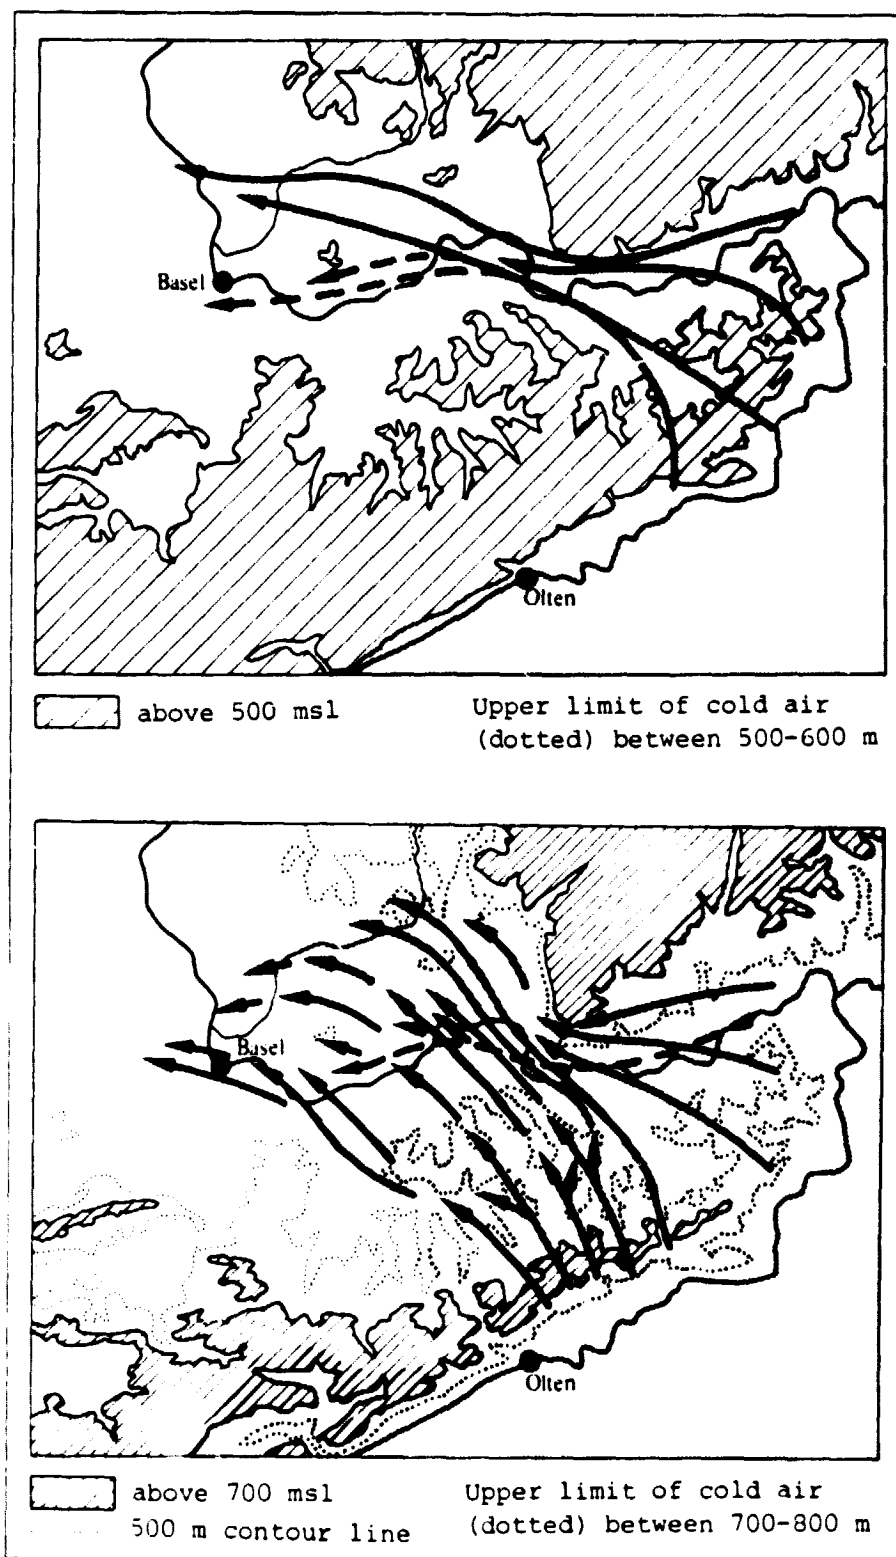 Basel
Olten
above 500 msl
Upper limit of cold air
(dotted) between 500-600 m
Basel
Olten
above 700 msl
500 m contour line
Upper limit of cold air
(dotted) between 700-800 m